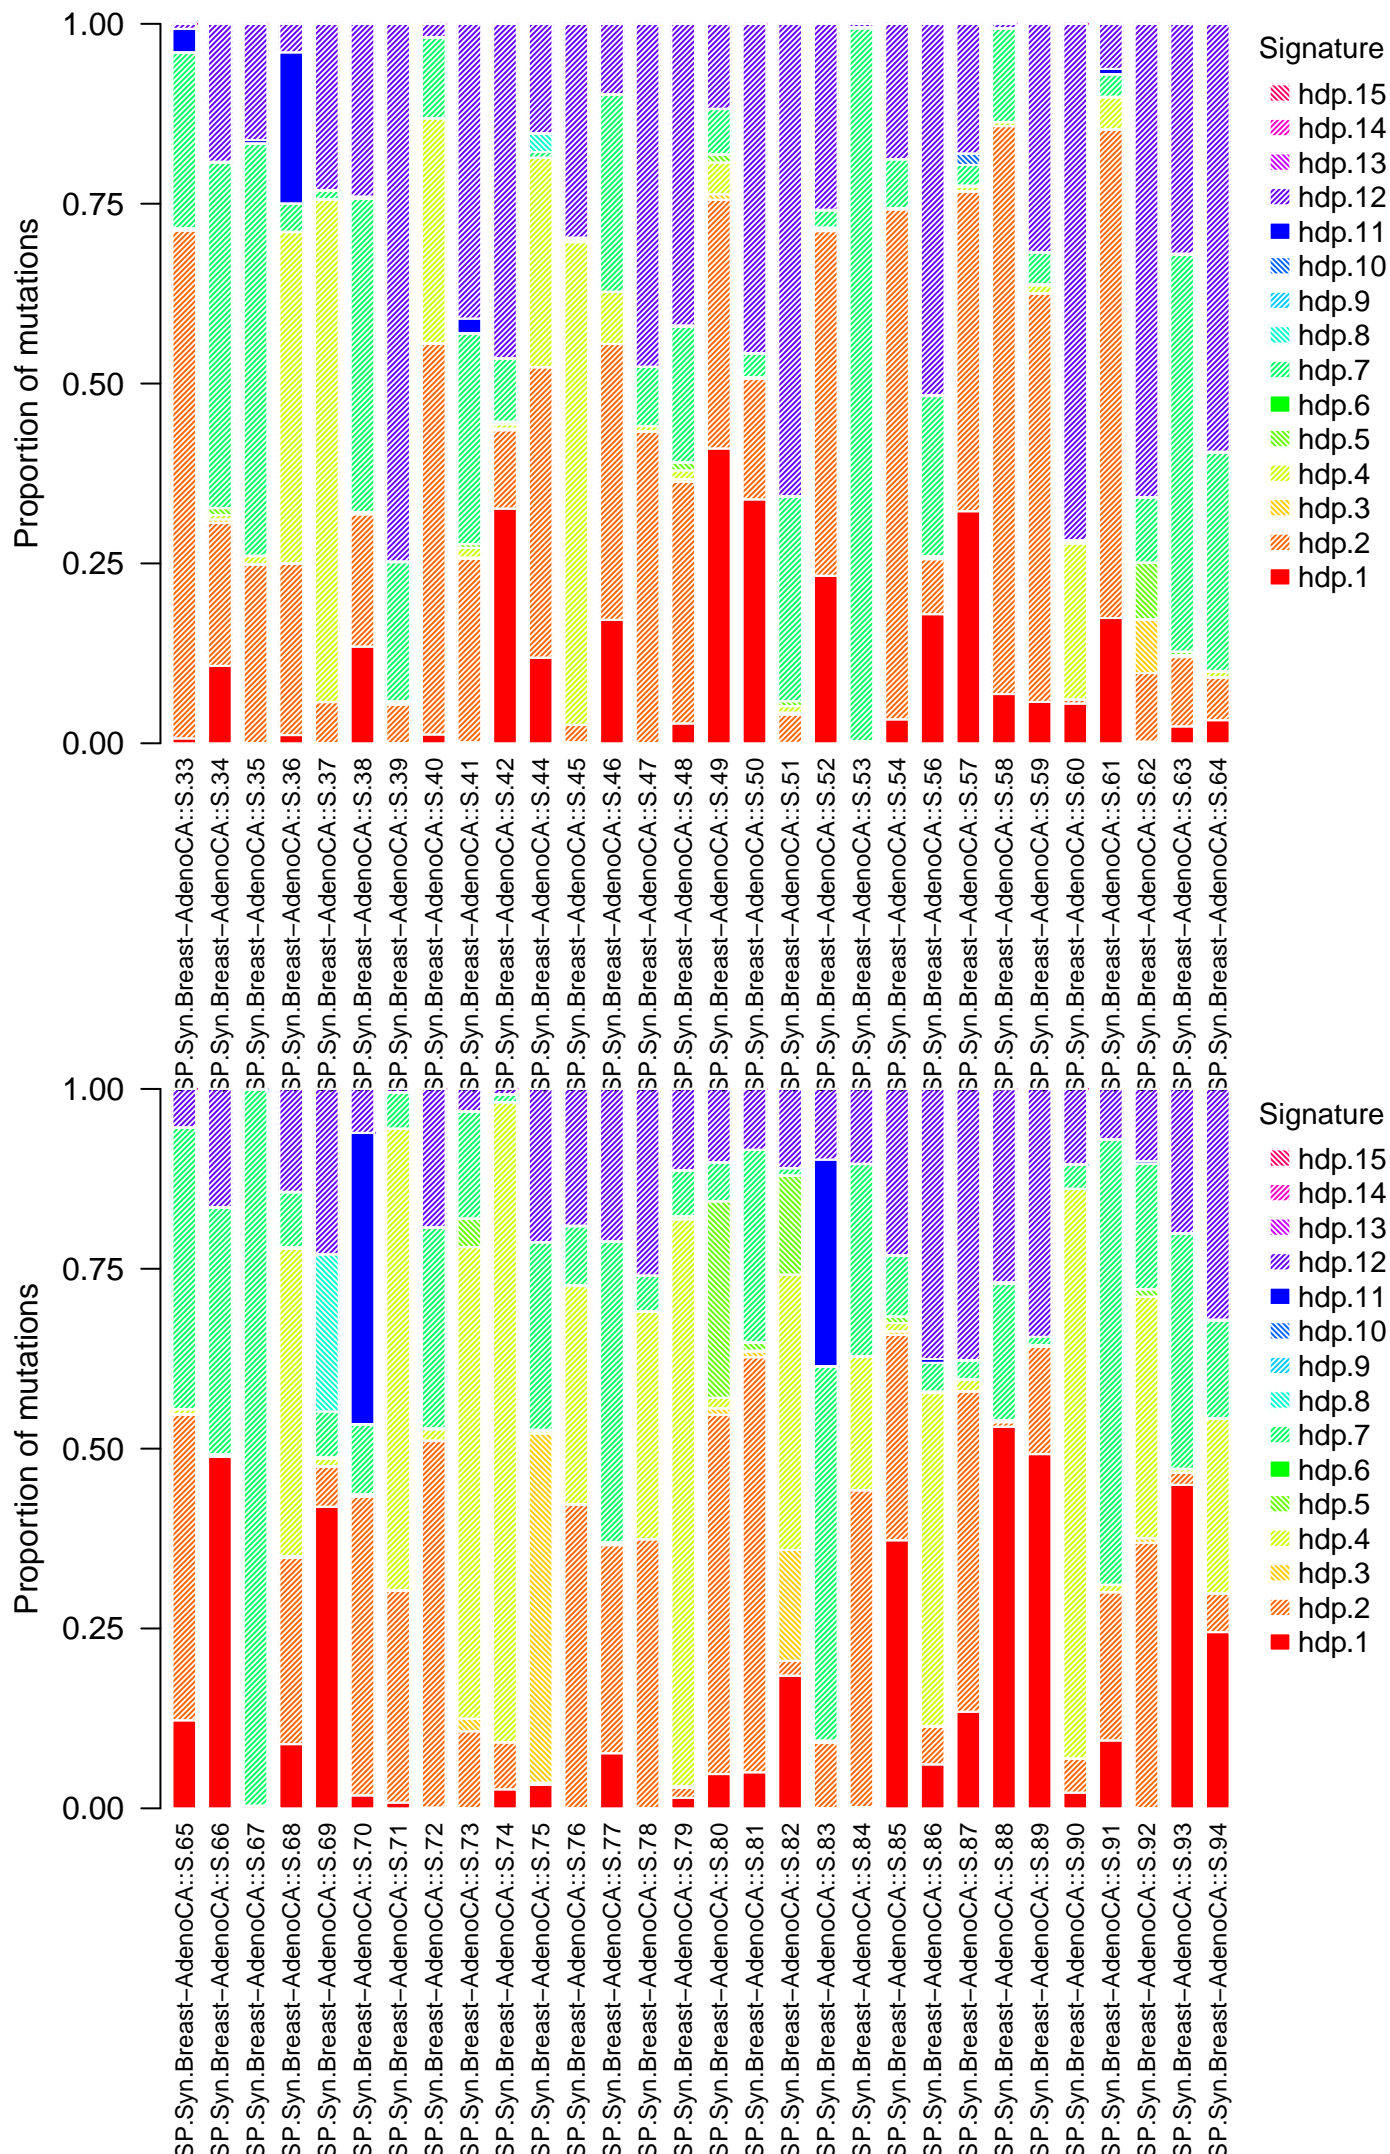 1.00
0.75
0.50
0.25
0.00
Proportion of mutations
Signature
hdp.15
hdp.14
hdp.13
hdp.12
hdp.11
hdp.10
hdp.9
hdp.8
hdp.7
hdp.6
hdp.5
hdp.4
hdp.3
hdp.2
hdp.1
SP.Syn.Breast−AdenoCA::S.33
SP.Syn.Breast−AdenoCA::S.34
SP.Syn.Breast−AdenoCA::S.35
SP.Syn.Breast−AdenoCA::S.36
SP.Syn.Breast−AdenoCA::S.37
SP.Syn.Breast−AdenoCA::S.38
SP.Syn.Breast−AdenoCA::S.39
SP.Syn.Breast−AdenoCA::S.40
SP.Syn.Breast−AdenoCA::S.41
SP.Syn.Breast−AdenoCA::S.42
SP.Syn.Breast−AdenoCA::S.44
SP.Syn.Breast−AdenoCA::S.45
SP.Syn.Breast−AdenoCA::S.46
SP.Syn.Breast−AdenoCA::S.47
SP.Syn.Breast−AdenoCA::S.48
SP.Syn.Breast−AdenoCA::S.49
SP.Syn.Breast−AdenoCA::S.50
SP.Syn.Breast−AdenoCA::S.51
SP.Syn.Breast−AdenoCA::S.52
SP.Syn.Breast−AdenoCA::S.53
SP.Syn.Breast−AdenoCA::S.54
SP.Syn.Breast−AdenoCA::S.56
SP.Syn.Breast−AdenoCA::S.57
SP.Syn.Breast−AdenoCA::S.58
SP.Syn.Breast−AdenoCA::S.59
SP.Syn.Breast−AdenoCA::S.60
SP.Syn.Breast−AdenoCA::S.61
SP.Syn.Breast−AdenoCA::S.62
SP.Syn.Breast−AdenoCA::S.63
SP.Syn.Breast−AdenoCA::S.64
1.00
0.75
0.50
0.25
0.00
Proportion of mutations
Signature
hdp.15
hdp.14
hdp.13
hdp.12
hdp.11
hdp.10
hdp.9
hdp.8
hdp.7
hdp.6
hdp.5
hdp.4
hdp.3
hdp.2
hdp.1
SP.Syn.Breast−AdenoCA::S.65
SP.Syn.Breast−AdenoCA::S.66
SP.Syn.Breast−AdenoCA::S.67
SP.Syn.Breast−AdenoCA::S.68
SP.Syn.Breast−AdenoCA::S.69
SP.Syn.Breast−AdenoCA::S.70
SP.Syn.Breast−AdenoCA::S.71
SP.Syn.Breast−AdenoCA::S.72
SP.Syn.Breast−AdenoCA::S.73
SP.Syn.Breast−AdenoCA::S.74
SP.Syn.Breast−AdenoCA::S.75
SP.Syn.Breast−AdenoCA::S.76
SP.Syn.Breast−AdenoCA::S.77
SP.Syn.Breast−AdenoCA::S.78
SP.Syn.Breast−AdenoCA::S.79
SP.Syn.Breast−AdenoCA::S.80
SP.Syn.Breast−AdenoCA::S.81
SP.Syn.Breast−AdenoCA::S.82
SP.Syn.Breast−AdenoCA::S.83
SP.Syn.Breast−AdenoCA::S.84
SP.Syn.Breast−AdenoCA::S.85
SP.Syn.Breast−AdenoCA::S.86
SP.Syn.Breast−AdenoCA::S.87
SP.Syn.Breast−AdenoCA::S.88
SP.Syn.Breast−AdenoCA::S.89
SP.Syn.Breast−AdenoCA::S.90
SP.Syn.Breast−AdenoCA::S.91
SP.Syn.Breast−AdenoCA::S.92
SP.Syn.Breast−AdenoCA::S.93
SP.Syn.Breast−AdenoCA::S.94